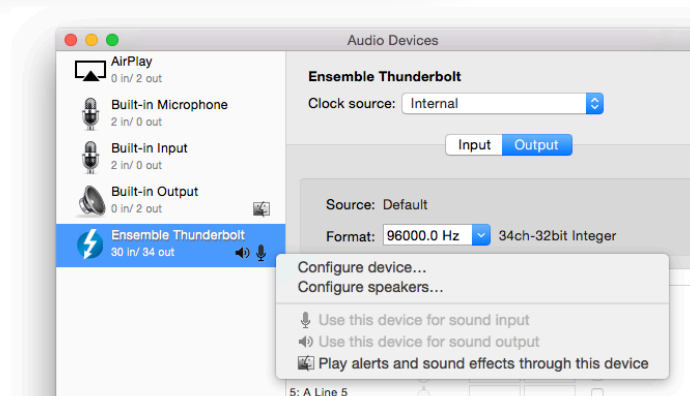 Audio Devices
AirPlay
0 in/ 2 out
Built-in Microphone
2 in/ 0 out
Built-in Input
2 in/ 0 out
Built-in Output
0 in/ 2 out
Ensemble Thunderbolt
30 in/ 34 out
Ensemble Thunderbolt
Clock source: Internal
Input Output
Source: Default
Format: 96000.0 Hz 34ch-32bit Integer
Configure device...
Configure speakers...
Use this device for sound input
Use this device for sound output
Play alerts and sound effects through this device
5: A Line 5